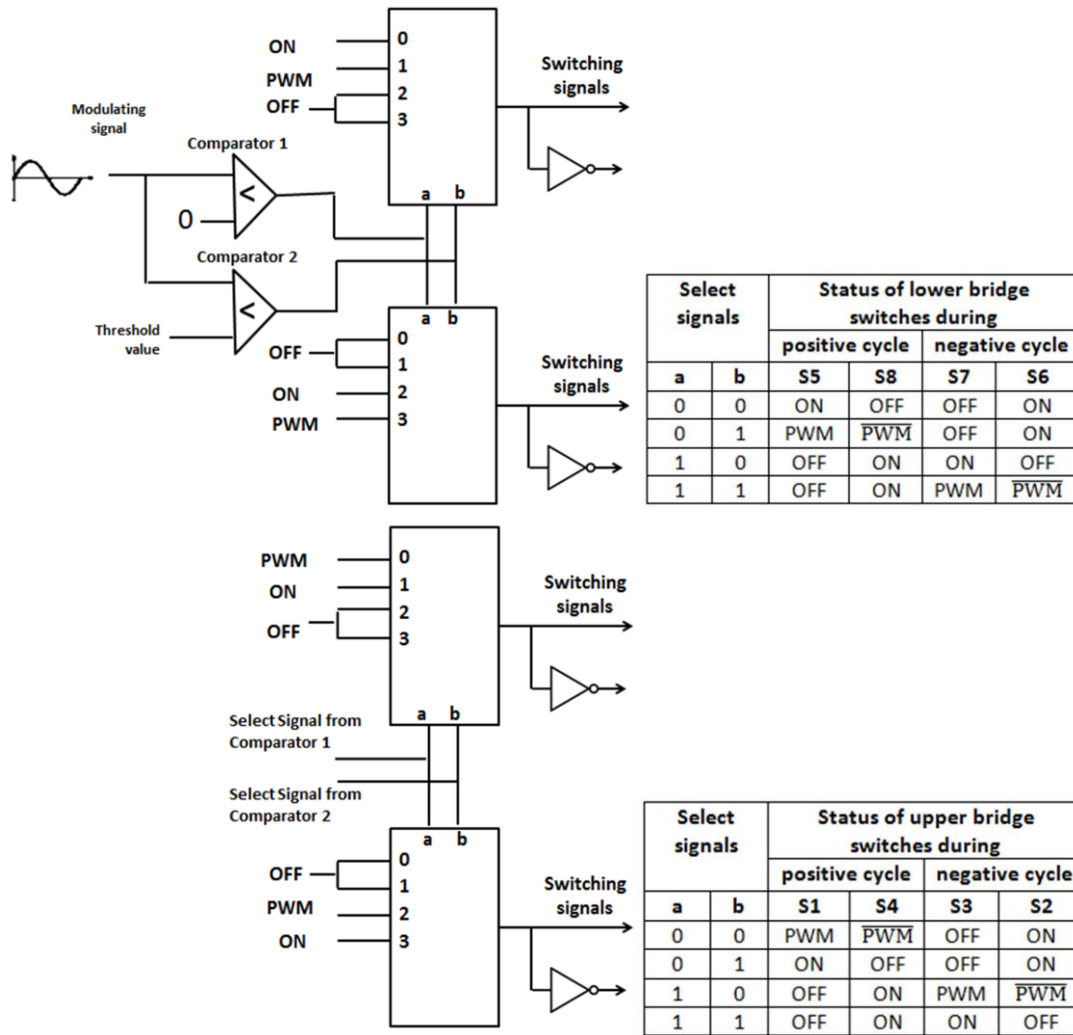 ON
PWM
OFF
0
1
2
3
a b
Switching
signals
Modulating
signal
Comparator 1
<
0
Comparator 2
<
Threshold
value
OFF
ON
PWM
a b
0
1
2
3
Switching
signals
Select
signals
Status of lower bridge
switches during
positive cycle negative cycle
a b S5 S8 S7 S6
0 0 ON OFF OFF ON
0 1 PWM P̅W̅M̅ OFF ON
1 0 OFF ON ON OFF
1 1 OFF ON PWM P̅W̅M̅
PWM
ON
OFF
0
1
2
3
a b
Switching
signals
Select Signal from
Comparator 1
Select Signal from
Comparator 2
a b
OFF
PWM
ON
0
1
2
3
Switching
signals
Select
signals
Status of upper bridge
switches during
positive cycle negative cycle
a b S1 S4 S3 S2
0 0 PWM P̅W̅M̅ OFF ON
0 1 ON OFF OFF ON
1 0 OFF ON PWM P̅W̅M̅
1 1 OFF ON ON OFF